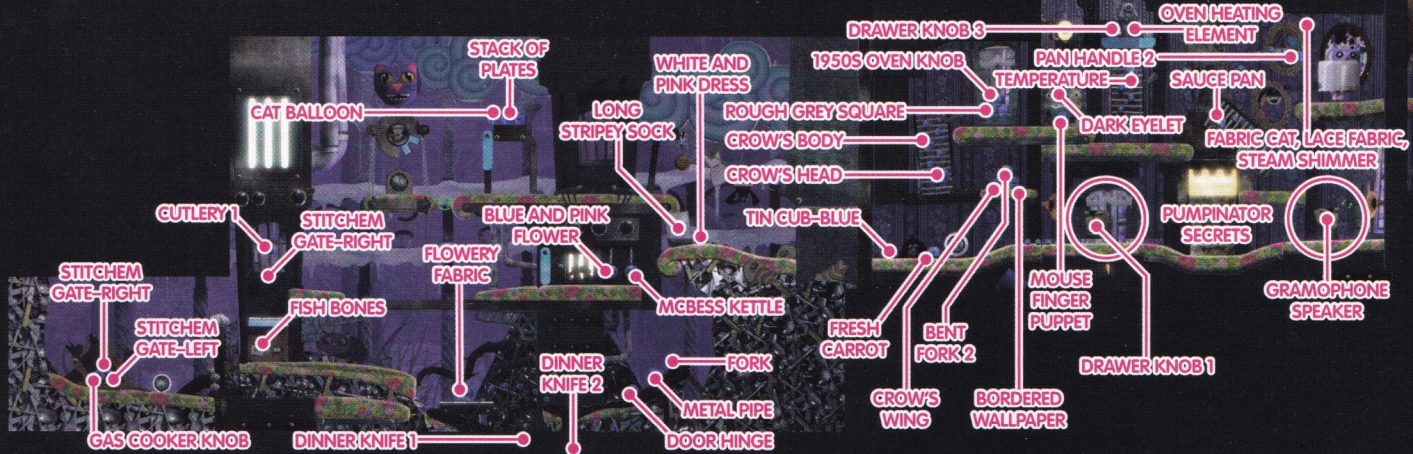 DRAWER KNOB 3
OVEN HEATING
ELEMENT
STACK OF
PLATES
WHITE AND
PINK DRESS
1950S OVEN KNOB
PAN HANDLE 2
TEMPERATURE
SAUCE PAN
CAT BALLOON
LONG
STRIPEY SOCK
ROUGH GREY SQUARE
DARK EYELET
CROW'S BODY
FABRIC CAT, LACE FABRIC,
STEAM SHIMMER
CROW'S HEAD
CUTLERY 1
STITCHEM
GATE-RIGHT
BLUE AND PINK
FLOWER
TIN CUB-BLUE
PUMPINATOR
SECRETS
FLOWERY
FABRIC
STITCHEM
GATE-RIGHT
FISH BONES
MCBESS KETTLE
MOUSE
FINGER
PUPPET
GRAMOPHONE
SPEAKER
STITCHEM
GATE-LEFT
FRESH
CARROT
BENT
FORK 2
DINNER
KNIFE 2
FORK
DRAWER KNOB 1
CROW'S
WING
BORDERED
WALLPAPER
METAL PIPE
GAS COOKER KNOB
DINNER KNIFE 1
DOOR HINGE